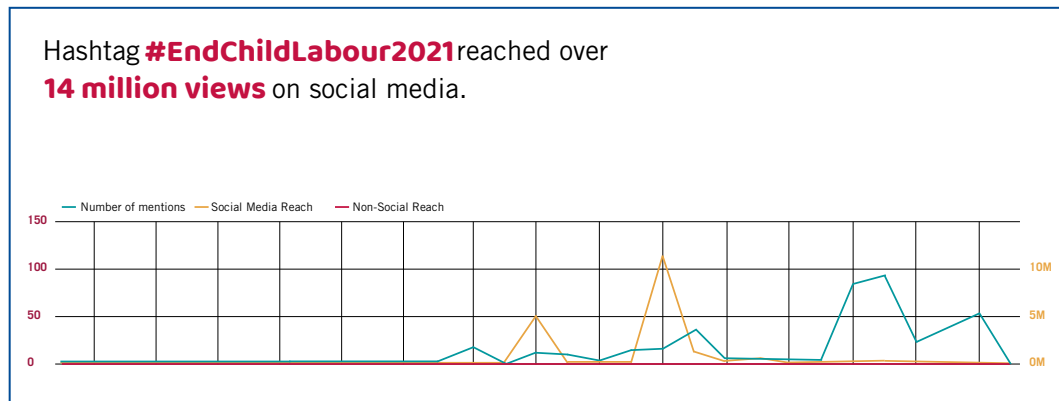 Hashtag #EndChildLabour2021 reached over
14 million views on social media.
Number of mentions Social Media Reach Non-Social Reach
150
100 10M
50 5M
0 0M